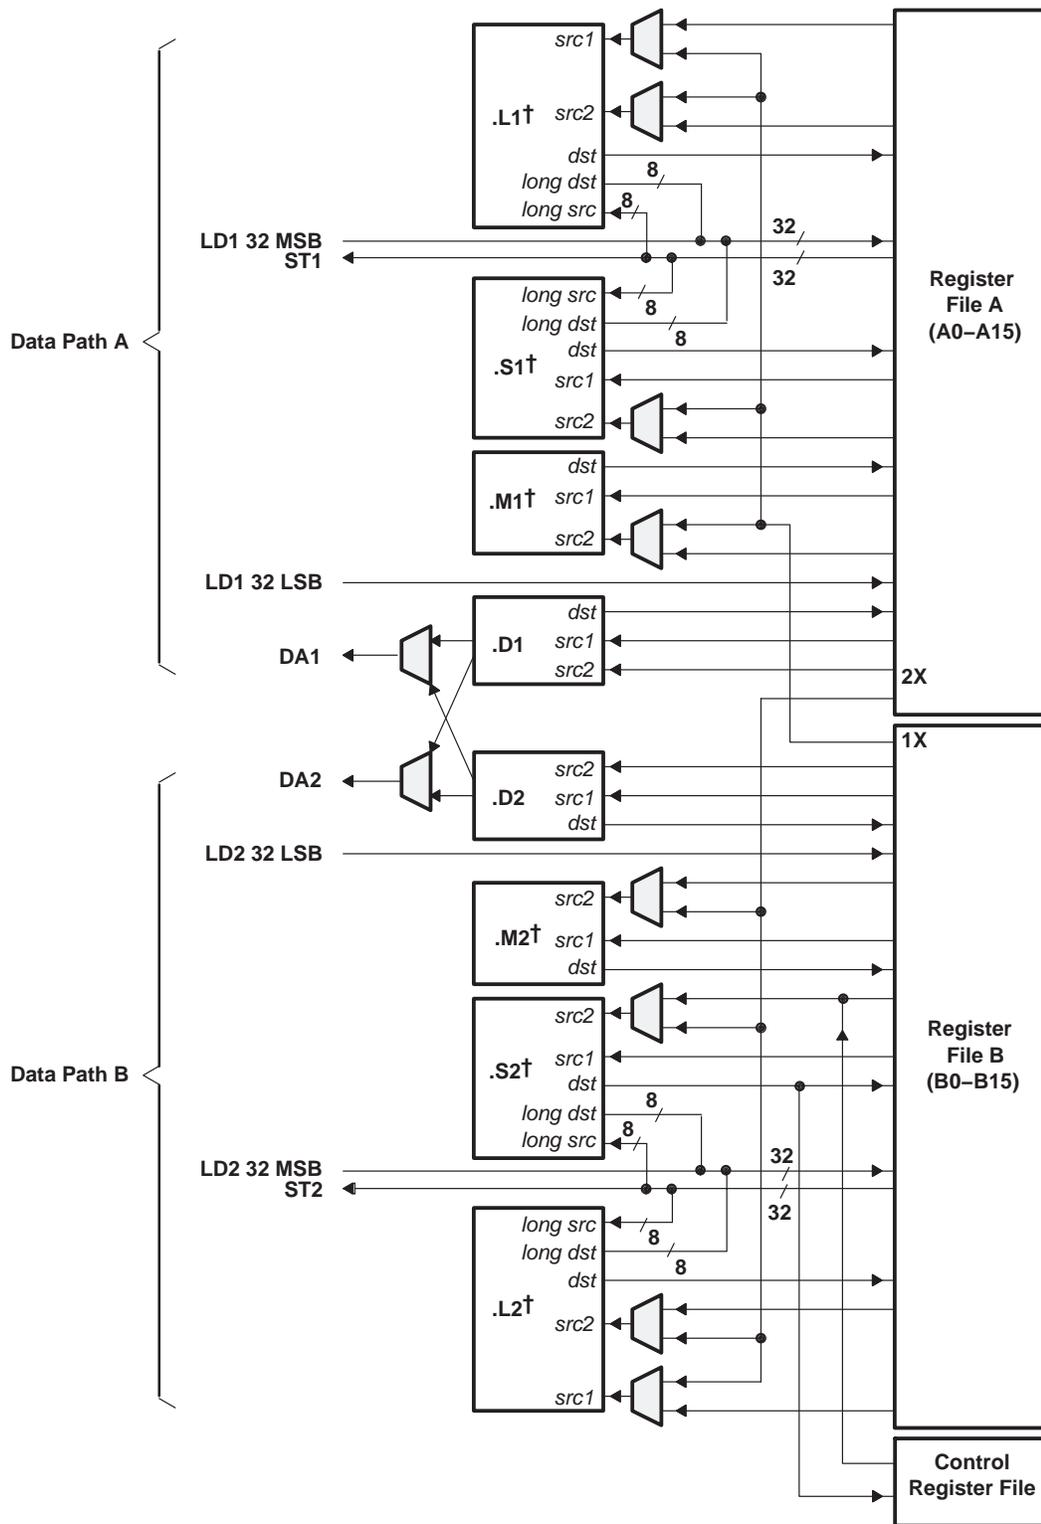 src1
.L1†
src2
dst
long dst
8
long src
8
LD1 32 MSB
32
ST1
32
Register
File A
(A0–A15)
long src
8
long dst
8
Data Path A
dst
.S1†
src1
src2
dst
.M1†
src1
src2
LD1 32 LSB
dst
DA1
.D1
src1
src2
2X
1X
DA2
src2
.D2
src1
dst
LD2 32 LSB
src2
.M2†
src1
dst
src2
Register
File B
(B0–B15)
src1
.S2†
dst
Data Path B
long dst
8
long src
8
LD2 32 MSB
32
ST2
32
long src
8
long dst
8
dst
.L2†
src2
src1
Control
Register File